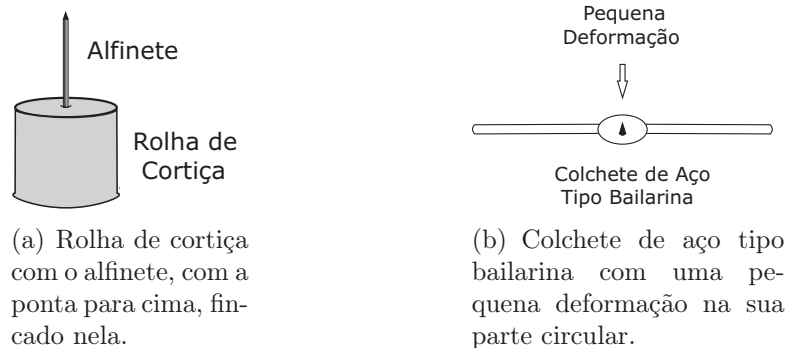 Alfinete
Rolha de
Cortiça
(a) Rolha de cortiça
com o alfinete, com a
ponta para cima, fin-
cado nela.
Pequena
Deformação
Colchete de Aço
Tipo Bailarina
(b) Colchete de aço tipo
bailarina com uma pe-
quena deformação na sua
parte circular.